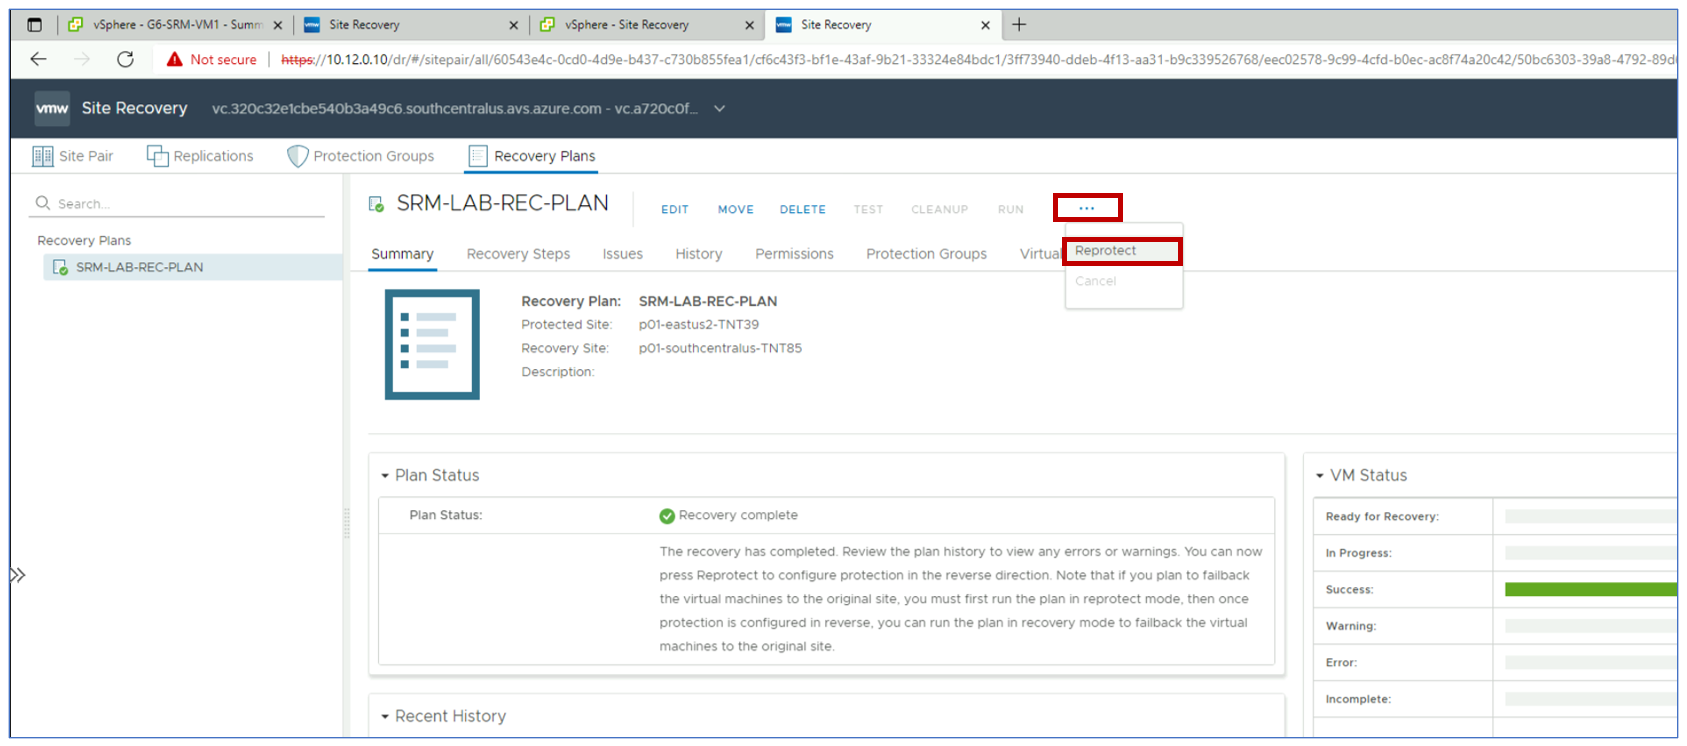 vSphere - G6-SRM-VM1 - Summ
vmw Site Recovery
vSphere - Site Recovery
vmw Site Recovery
Not secure https://10.12.0.10/dr/#/sitepair/all/60543e4c-0cd0-4d9e-b437-c730b855fea1/cf6c43f3-bf1e-43af-9b21-33324e84bdc1/3ff73940-ddeb-4f13-aa31-b9c339526768/eec02578-9c99-4cfd-b0ec-ac8f74a20c42/50bc6303-39a8-4792-89d
vmw Site Recovery vc.320c32e1cbe540b3a49c6.southcentralus.avs.azure.com - vc.a720c0f...
Site Pair Replications Protection Groups Recovery Plans
Search...
Recovery Plans
SRM-LAB-REC-PLAN
SRM-LAB-REC-PLAN EDIT MOVE DELETE TEST CLEANUP RUN ...
Reprotect
Cancel
Summary Recovery Steps Issues History Permissions Protection Groups Virtual
Recovery Plan: SRM-LAB-REC-PLAN
Protected Site: p01-eastus2-TNT39
Recovery Site: p01-southcentralus-TNT85
Description:
Plan Status
Plan Status: Recovery complete
The recovery has completed. Review the plan history to view any errors or warnings. You can now
press Reprotect to configure protection in the reverse direction. Note that if you plan to failback
the virtual machines to the original site, you must first run the plan in reprotect mode, then once
protection is configured in reverse, you can run the plan in recovery mode to failback the virtual
machines to the original site.
Recent History
VM Status
Ready for Recovery:
In Progress:
Success:
Warning:
Error:
Incomplete: